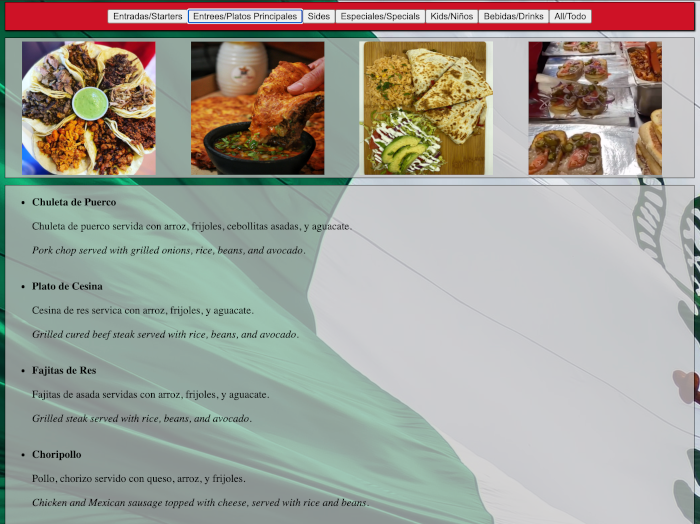 Entradas/Starters Entrees/Platos Principales Sides Especiales/Specials Kids/Niños Bebidas/Drinks All/Todo
Chuleta de Puerco
Chuleta de puerco servida con arroz, frijoles, cebollitas asadas, y aguacate.
Pork chop served with grilled onions, rice, beans, and avocado.
Plato de Cesina
Cesina de res servica con arroz, frijoles, y aguacate.
Grilled cured beef steak served with rice, beans, and avocado.
Fajitas de Res
Fajitas de asada servidas con arroz, frijoles, y aguacate.
Grilled steak served with rice, beans, and avocado.
Choripollo
Pollo, chorizo servido con queso, arroz, y frijoles.
Chicken and Mexican sausage topped with cheese, served with rice and beans.